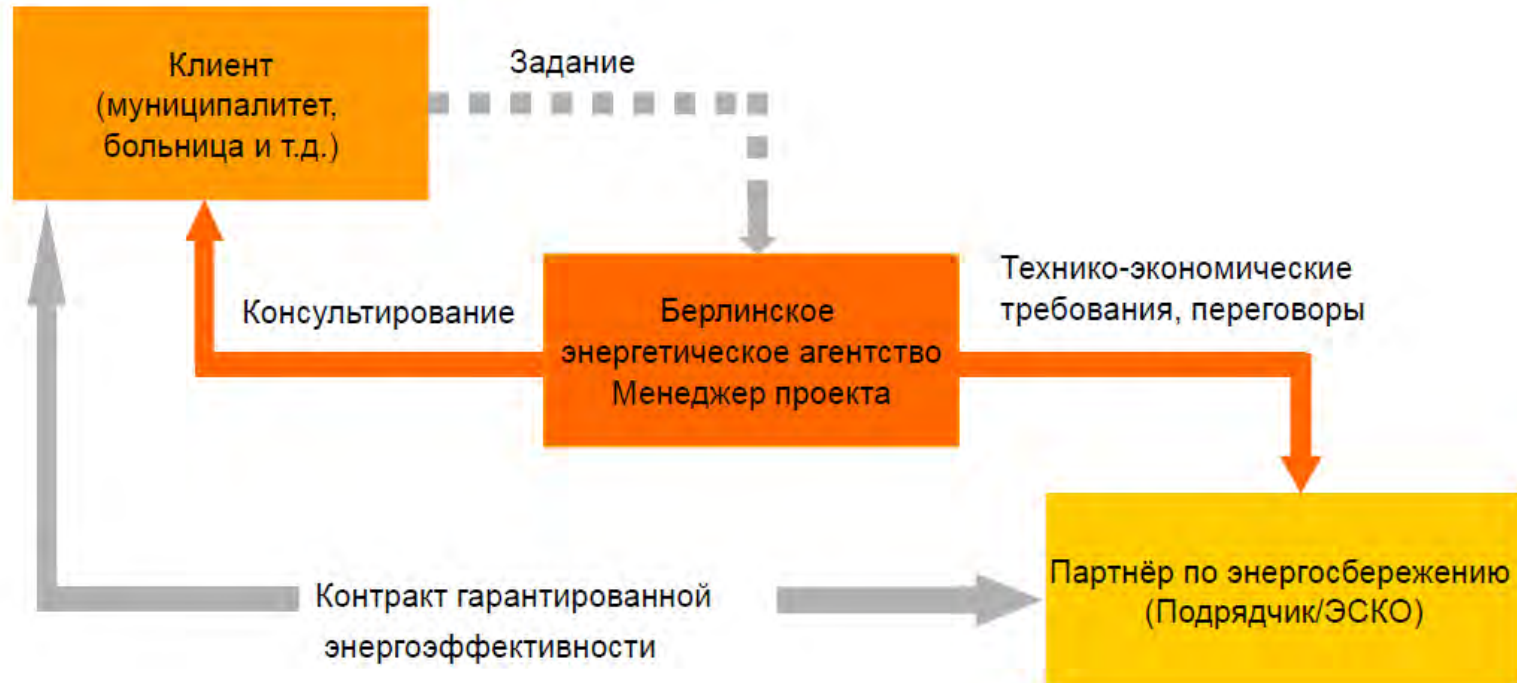 Клиент
(муниципалитет,
больница и т.д.)
Задание
Консультирование
Берлинское
энергетическое агентство
Менеджер проекта
Технико-экономические
требования, переговоры
Партнёр по энергосбережению
(Подрядчик/ЭСКО)
Контракт гарантированной
энергоэффективности